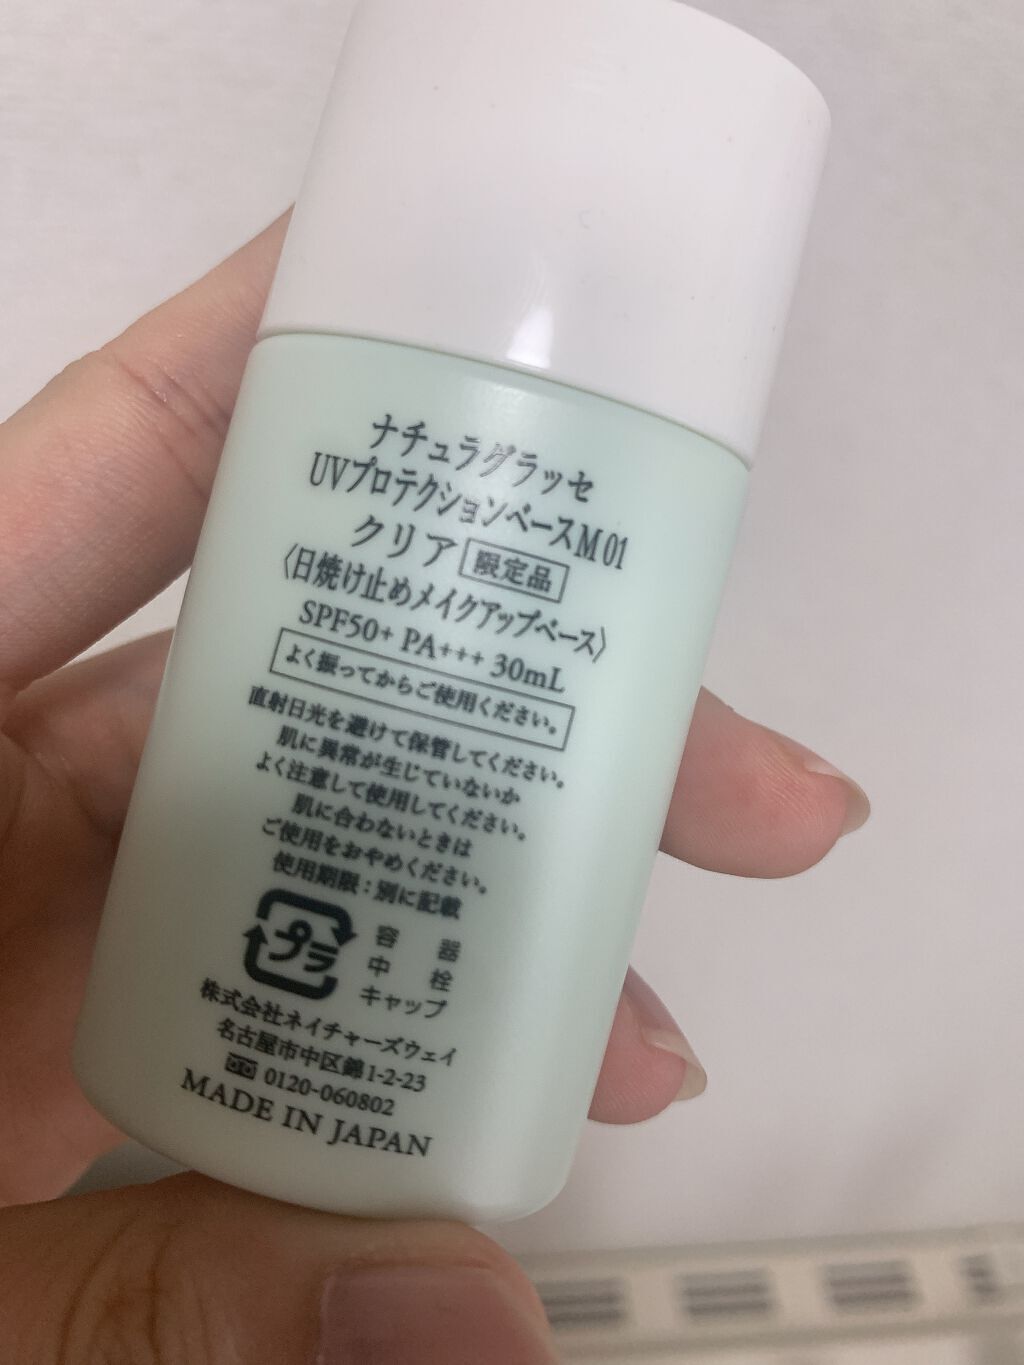 ナチュラグラッセ
UVプロテクションベースM 01
クリア 限定品
〈日焼け止めメイクアップベース〉
SPF50+ PA+++ 30mL
よく振ってからご使用ください。
直射日光を避けて保管してください。
肌に異常が生じていないか
よく注意して使用してください。
肌に合わないときは
ご使用をおやめください。
使用期限：別に記載
プラ 容器
中栓
キャップ
株式会社ネイチャーズウェイ
名古屋市中区錦1-2-23
0120-060802
MADE IN JAPAN